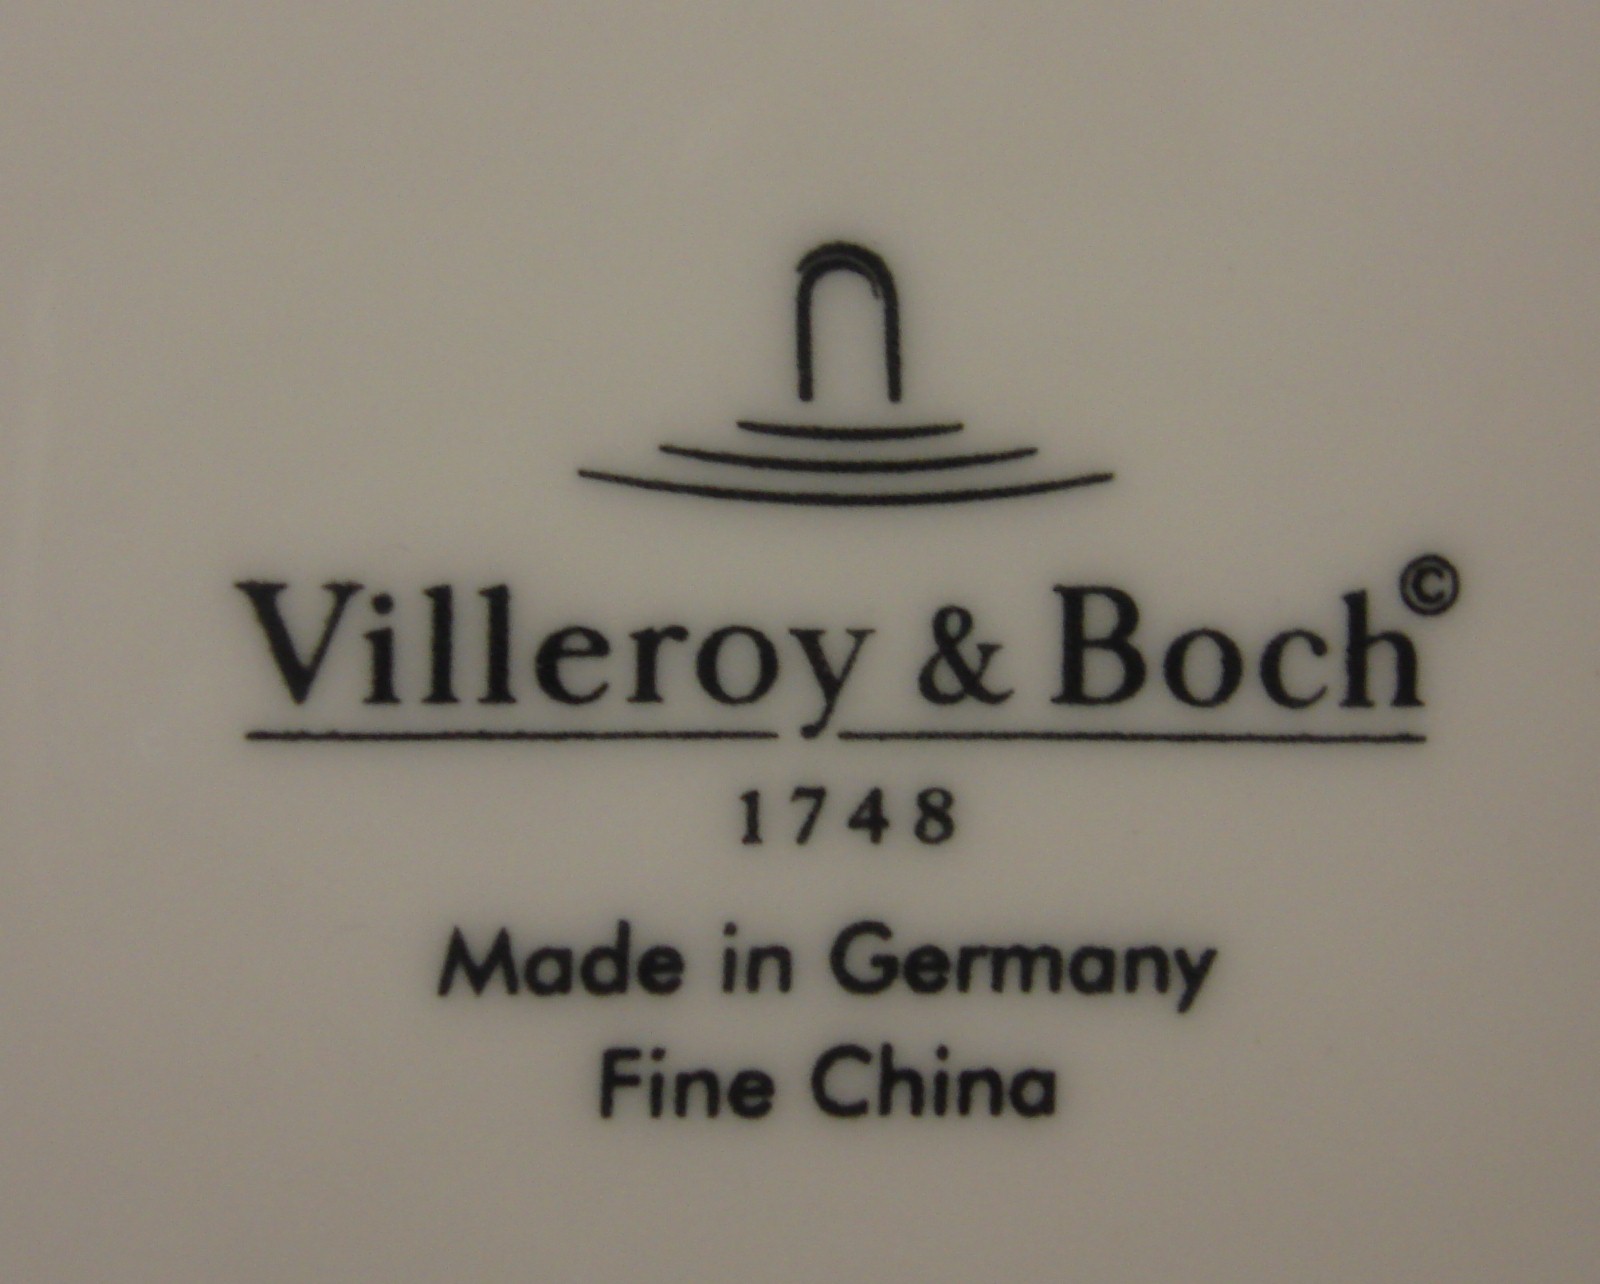 Villeroy & Boch©
1748
Made in Germany
Fine China